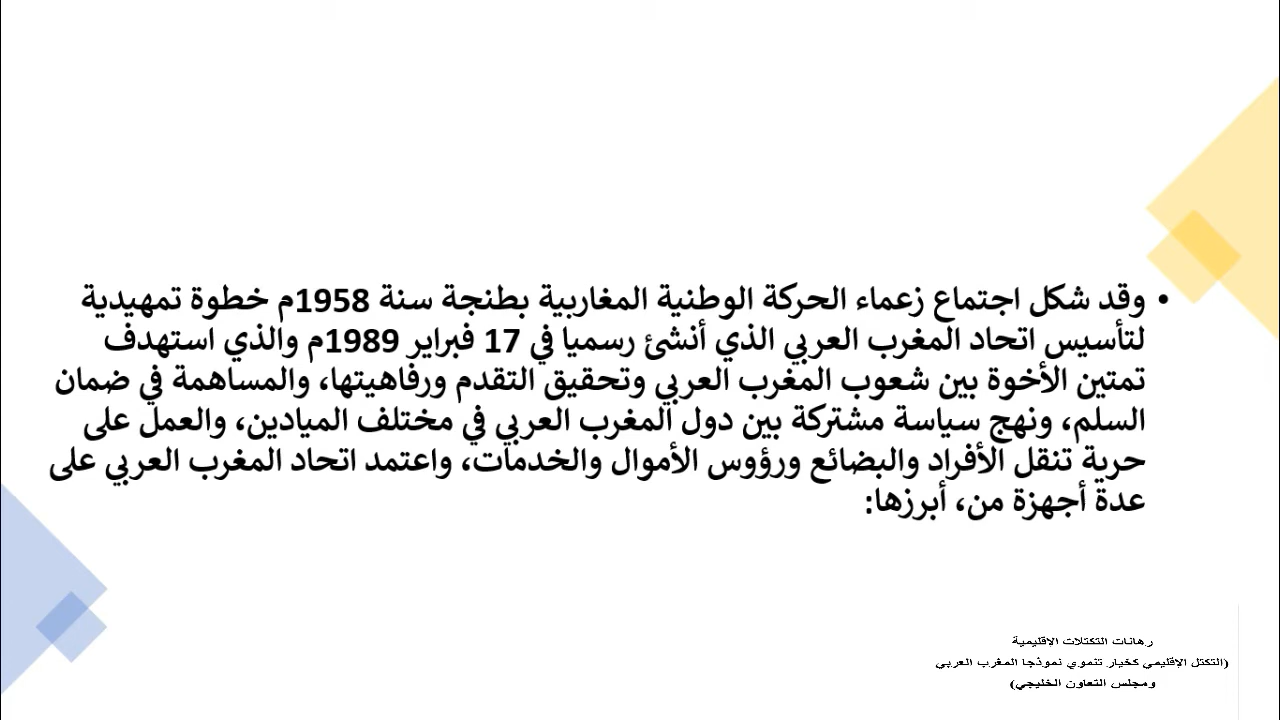 • وقد شكل اجتماع زعماء الحركة الوطنية المغاربية بطنجة سنة 1958م خطوة تمهيدية
لتأسيس اتحاد المغرب العربي الذي أنشئ رسميا في 17 فبراير 1989م والذي استهدف
تمتين الأخوة بين شعوب المغرب العربي وتحقيق التقدم ورفاهيتها، والمساهمة في ضمان
السلم، ونهج سياسة مشتركة بين دول المغرب العربي في مختلف الميادين، والعمل على
حرية تنقل الأفراد والبضائع ورؤوس الأموال والخدمات، واعتمد اتحاد المغرب العربي على
عدة أجهزة من، أبرزها:
رهانات التكتلات الإقليمية
(التكتل الإقليمي كخيار تنموي نموذجا المغرب العربي
ومجلس التعاون الخليجي)